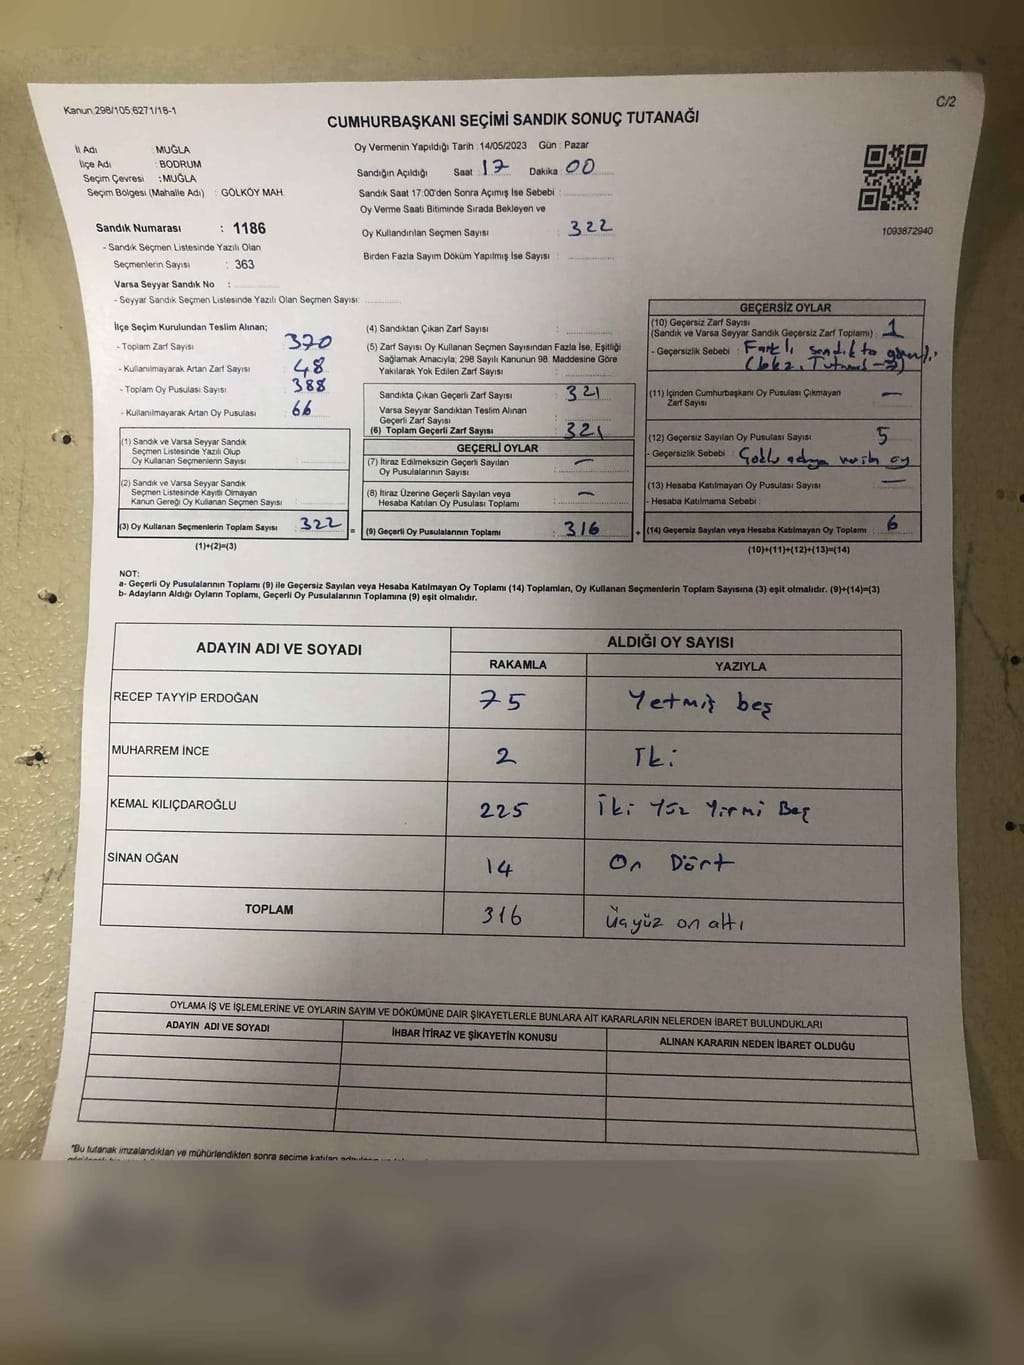 Kanun;298/105;6271/18-1
C/2
CUMHURBAŞKANI SEÇİMİ SANDIK SONUÇ TUTANAĞI
İl Adı : MUĞLA
İlçe Adı : BODRUM
Seçim Çevresi : MUĞLA
Seçim Bölgesi (Mahalle Adı) : GÖLKÖY MAH.
Oy Vermenin Yapıldığı Tarih : 14/05/2023 Gün : Pazar
Sandığın Açıldığı Saat : 17 Dakika : 00
Sandık Saat 17:00'den Sonra Açımış İse Sebebi :
Oy Verme Saati Bitiminde Sırada Bekleyen ve
Oy Kullandırılan Seçmen Sayısı : 322
Birden Fazla Sayım Döküm Yapılmış İse Sayısı :
1093872940
Sandık Numarası : 1186
- Sandık Seçmen Listesinde Yazılı Olan
Seçmenlerin Sayısı : 363
Varsa Seyyar Sandık No :
- Seyyar Sandık Seçmen Listesinde Yazılı Olan Seçmen Sayısı:
İlçe Seçim Kurulundan Teslim Alınan;
- Toplam Zarf Sayısı : 370
- Kullanılmayarak Artan Zarf Sayısı : 48
- Toplam Oy Pusulası Sayısı : 388
- Kullanılmayarak Artan Oy Pusulası : 66
(1) Sandık ve Varsa Seyyar Sandık
Seçmen Listesinde Yazılı Olup
Oy Kullanan Seçmenlerin Sayısı :
(2) Sandık ve Varsa Seyyar Sandık
Seçmen Listesinde Kayıtlı Olmayan
Kanun Gereği Oy Kullanan Seçmen Sayısı :
(3) Oy Kullanan Seçmenlerin Toplam Sayısı : 322 =
(1)+(2)=(3)
(4) Sandıktan Çıkan Zarf Sayısı :
(5) Zarf Sayısı Oy Kullanan Seçmen Sayısından Fazla İse, Eşitliği
Sağlamak Amacıyla; 298 Sayılı Kanunun 98. Maddesine Göre
Yakılarak Yok Edilen Zarf Sayısı :
Sandıkta Çıkan Geçerli Zarf Sayısı : 321
Varsa Seyyar Sandıktan Teslim Alınan
Geçerli Zarf Sayısı :
(6) Toplam Geçerli Zarf Sayısı : 321
GEÇERLİ OYLAR
(7) İtiraz Edilmeksizin Geçerli Sayılan
Oy Pusulalarının Sayısı : —
(8) İtiraz Üzerine Geçerli Sayılan veya
Hesaba Katılan Oy Pusulası Toplamı : —
(9) Geçerli Oy Pusulalarının Toplamı : 316 +
GEÇERSİZ OYLAR
(10) Geçersiz Zarf Sayısı
(Sandık ve Varsa Seyyar Sandık Geçersiz Zarf Toplamı) : 1
- Geçersizlik Sebebi : Farklı sandıkta
(bkz. →)
(11) İçinden Cumhurbaşkanı Oy Pusulası Çıkmayan
Zarf Sayısı : —
(12) Geçersiz Sayılan Oy Pusulası Sayısı : 5
- Geçersizlik Sebebi : Çoklu adaya verilen oy
(13) Hesaba Katılmayan Oy Pusulası Sayısı : —
- Hesaba Katılmama Sebebi :
(14) Geçersiz Sayılan veya Hesaba Katılmayan Oy Toplamı : 6
(10)+(11)+(12)+(13)=(14)
NOT:
a- Geçerli Oy Pusulalarının Toplamı (9) ile Geçersiz Sayılan veya Hesaba Katılmayan Oy Toplamı (14) Toplamları, Oy Kullanan Seçmenlerin Toplam Sayısına (3) eşit olmalıdır. (9)+(14)=(3)
b- Adayların Aldığı Oyların Toplamı, Geçerli Oy Pusulalarının Toplamına (9) eşit olmalıdır.
ADAYIN ADI VE SOYADI
ALDIĞI OY SAYISI
RAKAMLA YAZIYLA
RECEP TAYYİP ERDOĞAN 75 Yetmiş beş
MUHARREM İNCE 2 İki
KEMAL KILIÇDAROĞLU 225 İki Yüz Yirmi Beş
SİNAN OĞAN 14 On Dört
TOPLAM 316 Üçyüz on altı
OYLAMA İŞ VE İŞLEMLERİNE VE OYLARIN SAYIM VE DÖKÜMÜNE DAİR ŞİKAYETLERLE BUNLARA AİT KARARLARIN NELERDEN İBARET BULUNDUKLARI
ADAYIN ADI VE SOYADI İHBAR İTİRAZ VE ŞİKAYETİN KONUSU ALINAN KARARIN NEDEN İBARET OLDUĞU
"Bu tutanak imzalandıktan ve mühürlendikten sonra seçime katılan